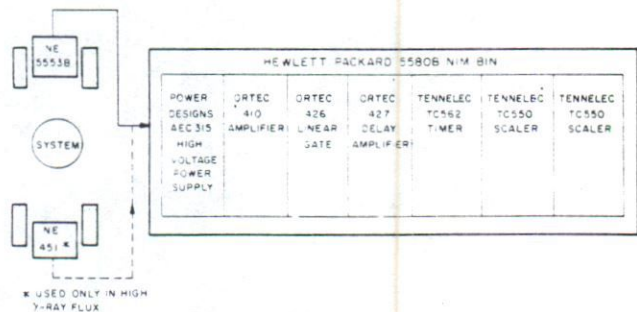 NE
5553B
SYSTEM
NE
451 *
* USED ONLY IN HIGH
γ-RAY FLUX
HEWLETT PACKARD 5580B NIM BIN
POWER
DESIGNS
AEC 315
HIGH
VOLTAGE
POWER
SUPPLY
ORTEC
410
AMPLIFIER
ORTEC
426
LINEAR
GATE
ORTEC
427
DELAY
AMPLIFIER
TENNELEC
TC562
TIMER
TENNELEC
TC550
SCALER
TENNELEC
TC550
SCALER